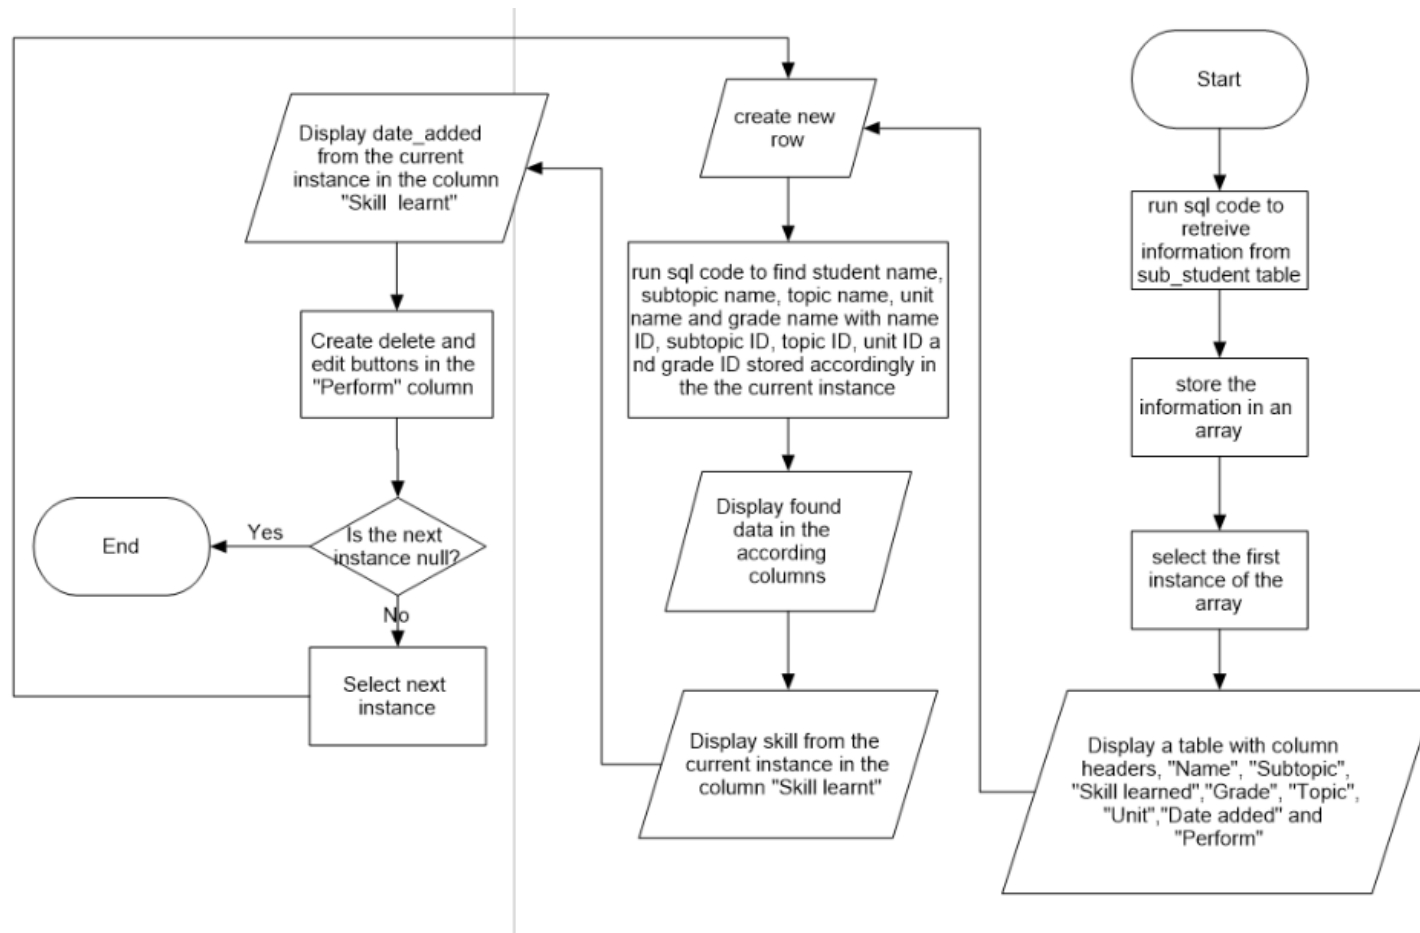 Start
run sql code to
retreive
information from
sub_student table
store the
information in an
array
select the first
instance of the
array
Display a table with column
headers, "Name", "Subtopic",
"Skill learned","Grade", "Topic",
"Unit","Date added" and
"Perform"
create new
row
run sql code to find student name,
subtopic name, topic name, unit
name and grade name with name
ID, subtopic ID, topic ID, unit ID a
nd grade ID stored accordingly in
the the current instance
Display found
data in the
according
columns
Display skill from the
current instance in the
column "Skill learnt"
Display date_added
from the current
instance in the column
"Skill learnt"
Create delete and
edit buttons in the
"Perform" column
Is the next
instance null?
Yes
End
No
Select next
instance